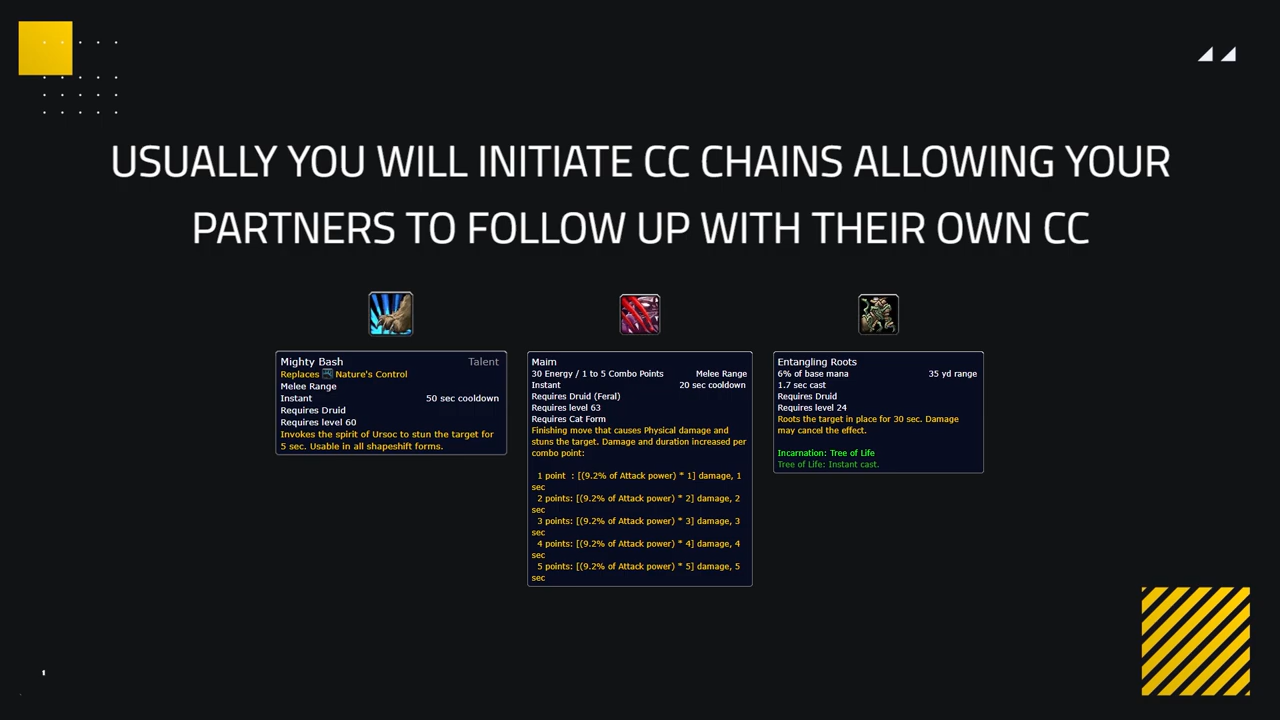 USUALLY YOU WILL INITIATE CC CHAINS ALLOWING YOUR
PARTNERS TO FOLLOW UP WITH THEIR OWN CC
Mighty Bash Talent
Replaces Nature's Control
Melee Range
Instant 50 sec cooldown
Requires Druid
Requires level 60
Invokes the spirit of Ursoc to stun the target for
5 sec. Usable in all shapeshift forms.
Maim
30 Energy / 1 to 5 Combo Points Melee Range
Instant 20 sec cooldown
Requires Druid (Feral)
Requires level 63
Requires Cat Form
Finishing move that causes Physical damage and
stuns the target. Damage and duration increased per
combo point:
1 point : [(9.2% of Attack power) * 1] damage, 1
sec
2 points: [(9.2% of Attack power) * 2] damage, 2
sec
3 points: [(9.2% of Attack power) * 3] damage, 3
sec
4 points: [(9.2% of Attack power) * 4] damage, 4
sec
5 points: [(9.2% of Attack power) * 5] damage, 5
sec
Entangling Roots
6% of base mana 35 yd range
1.7 sec cast
Requires Druid
Requires level 24
Roots the target in place for 30 sec. Damage
may cancel the effect.
Incarnation: Tree of Life
Tree of Life: Instant cast.